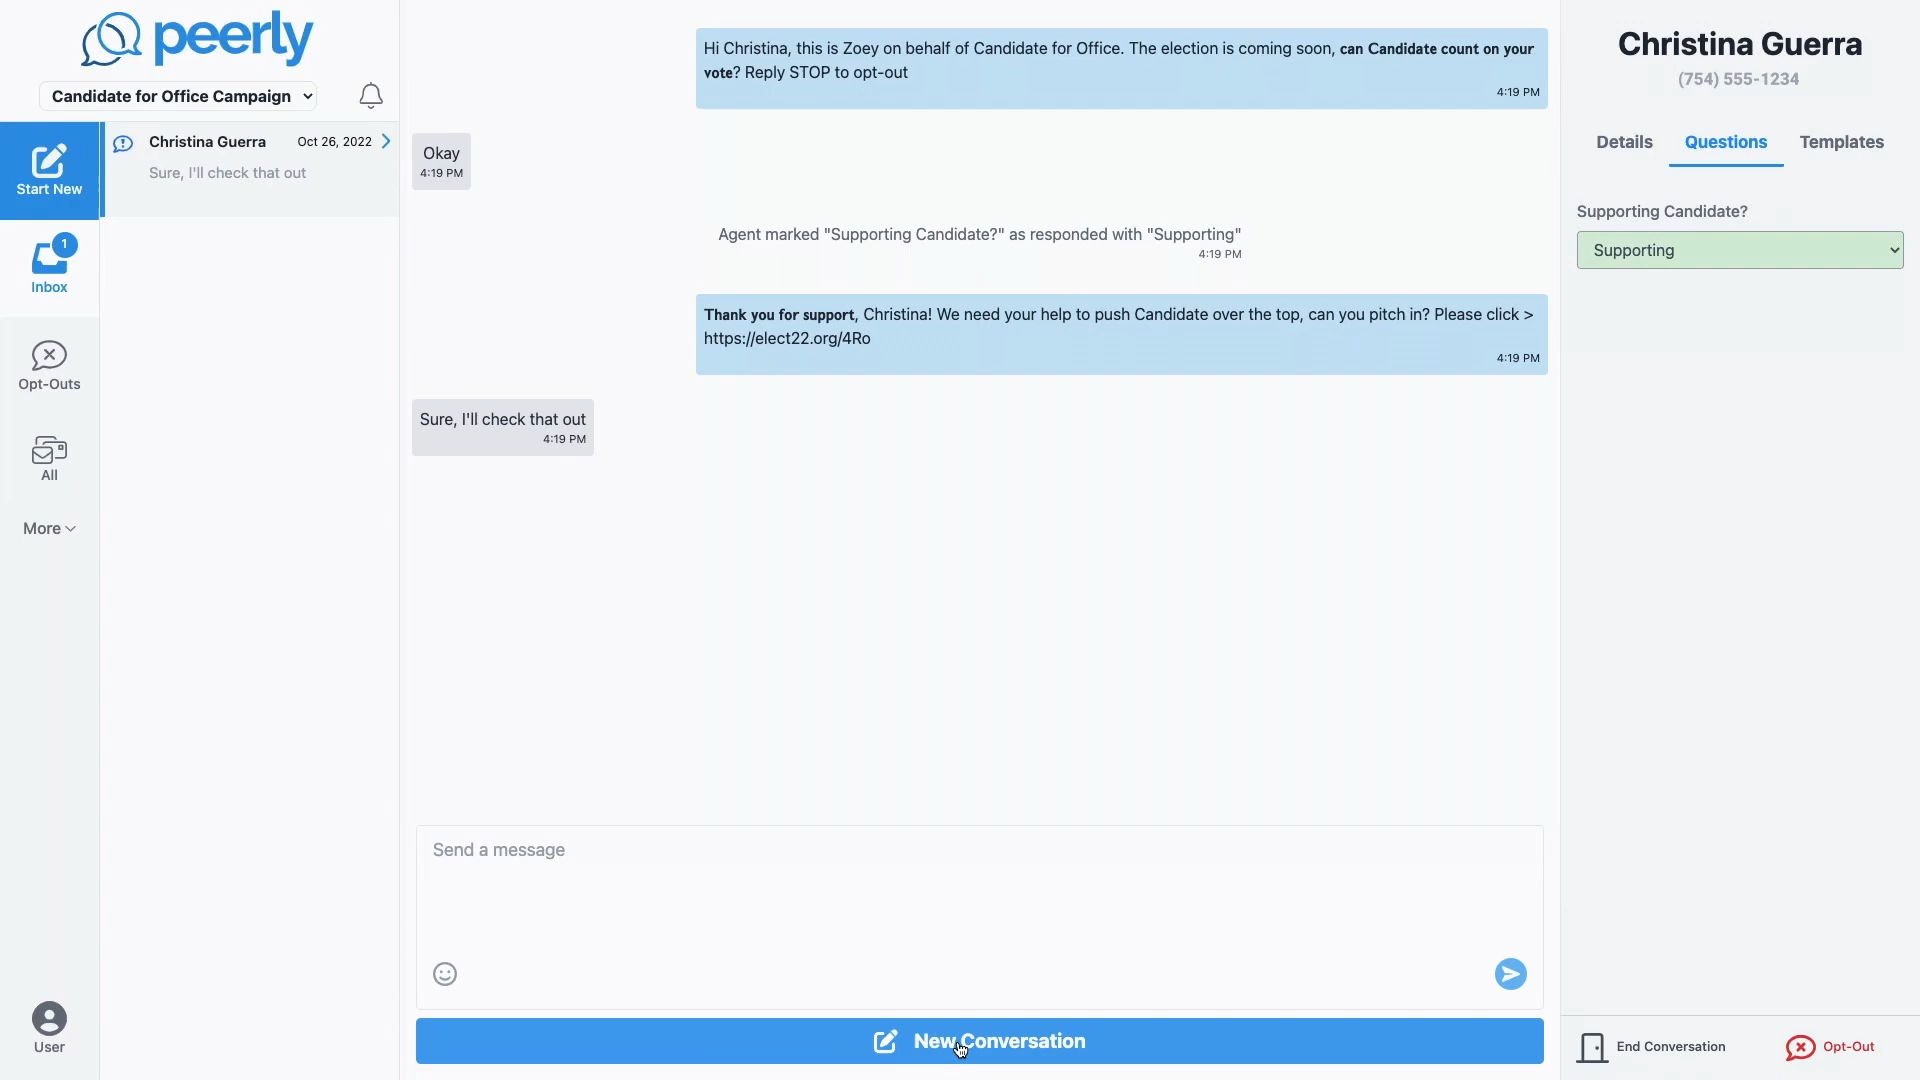 peerly
Candidate for Office Campaign
Start New
1
Inbox
Opt-Outs
All
More
User
Christina Guerra Oct 26, 2022
Sure, I'll check that out
Hi Christina, this is Zoey on behalf of Candidate for Office. The election is coming soon, can Candidate count on your
vote? Reply STOP to opt-out
4:19 PM
Okay
4:19 PM
Agent marked "Supporting Candidate?" as responded with "Supporting"
4:19 PM
Thank you for support, Christina! We need your help to push Candidate over the top, can you pitch in? Please click >
https://elect22.org/4Ro
4:19 PM
Sure, I'll check that out
4:19 PM
Send a message
New Conversation
Christina Guerra
(754) 555-1234
Details Questions Templates
Supporting Candidate?
Supporting
End Conversation Opt-Out